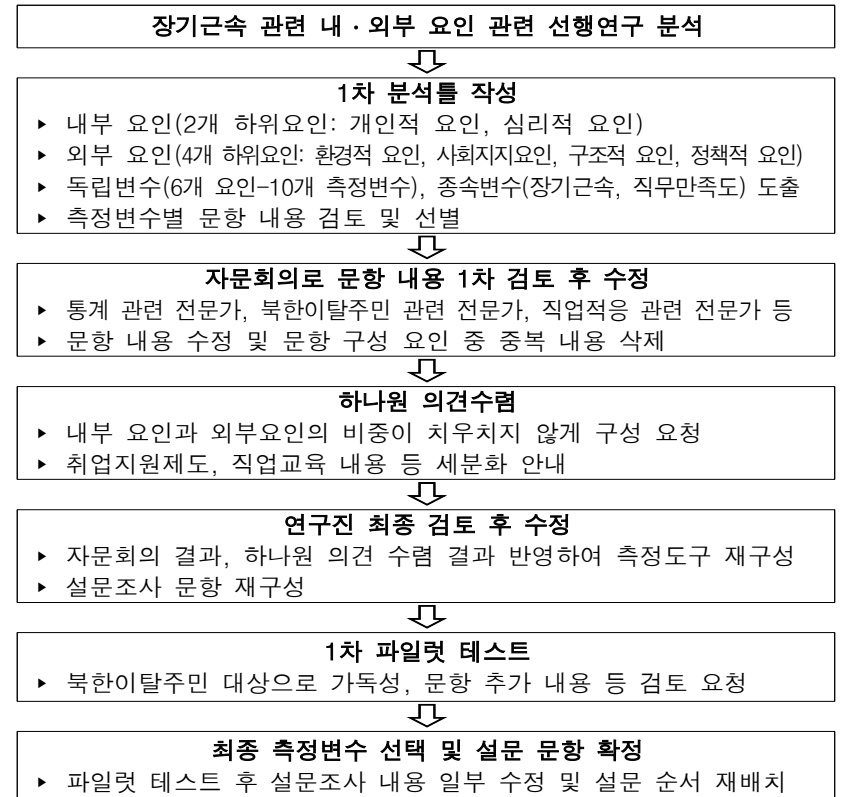 장기근속 관련 내·외부 요인 관련 선행연구 분석
1차 분석틀 작성
▸ 내부 요인(2개 하위요인: 개인적 요인, 심리적 요인)
▸ 외부 요인(4개 하위요인: 환경적 요인, 사회지지요인, 구조적 요인, 정책적 요인)
▸ 독립변수(6개 요인-10개 측정변수), 종속변수(장기근속, 직무만족도) 도출
▸ 측정변수별 문항 내용 검토 및 선별
자문회의로 문항 내용 1차 검토 후 수정
▸ 통계 관련 전문가, 북한이탈주민 관련 전문가, 직업적응 관련 전문가 등
▸ 문항 내용 수정 및 문항 구성 요인 중 중복 내용 삭제
하나원 의견수렴
▸ 내부 요인과 외부요인의 비중이 치우치지 않게 구성 요청
▸ 취업지원제도, 직업교육 내용 등 세분화 안내
연구진 최종 검토 후 수정
▸ 자문회의 결과, 하나원 의견 수렴 결과 반영하여 측정도구 재구성
▸ 설문조사 문항 재구성
1차 파일럿 테스트
▸ 북한이탈주민 대상으로 가독성, 문항 추가 내용 등 검토 요청
최종 측정변수 선택 및 설문 문항 확정
▸ 파일럿 테스트 후 설문조사 내용 일부 수정 및 설문 순서 재배치